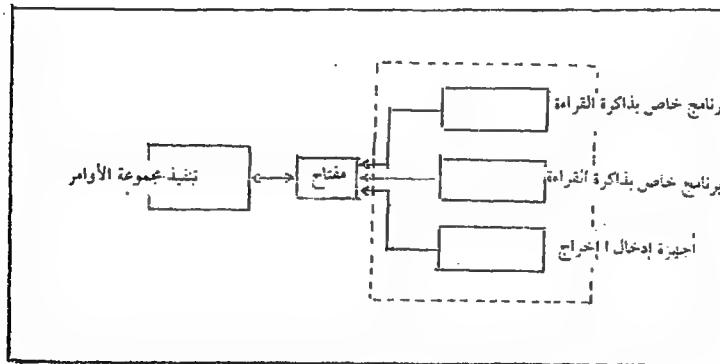 برنامج خاص بذاكرة القراءة
تنفيذ مجموعة الأوامر
مفتاح
برنامج خاص بذاكرة القراءة
أجهزة إدخال إخراج